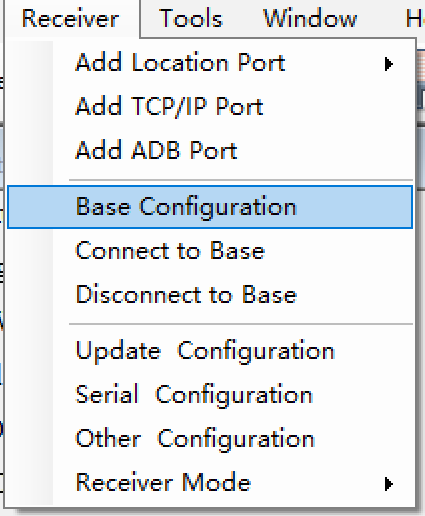 Receiver Tools Window
Add Location Port
Add TCP/IP Port
Add ADB Port
Base Configuration
Connect to Base
Disconnect to Base
Update  Configuration
Serial  Configuration
Other  Configuration
Receiver Mode